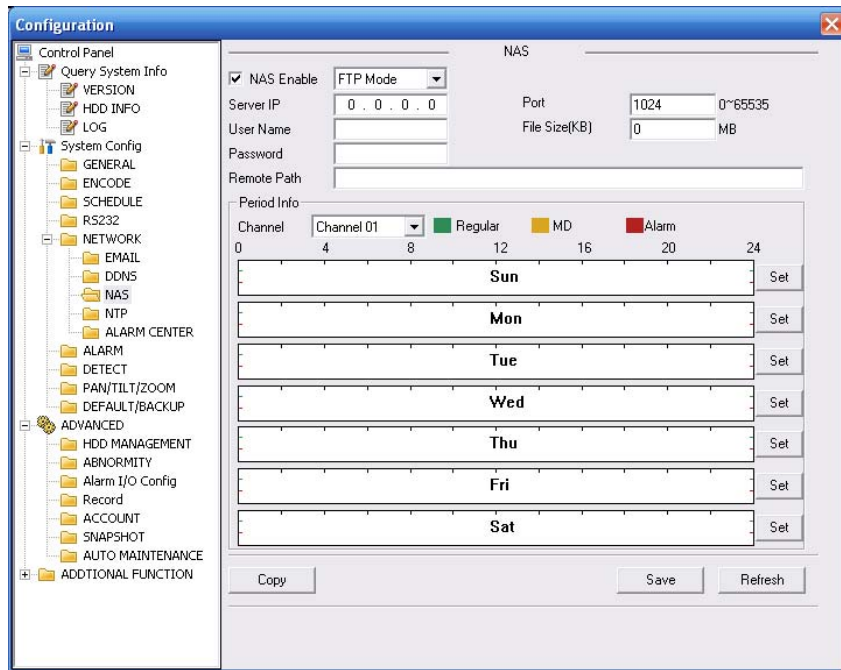 Configuration
Control Panel
Query System Info
VERSION
HDD INFO
LOG
System Config
GENERAL
ENCODE
SCHEDULE
RS232
NETWORK
EMAIL
DDNS
NAS
NTP
ALARM CENTER
ALARM
DETECT
PAN/TILT/ZOOM
DEFAULT/BACKUP
ADVANCED
HDD MANAGEMENT
ABNORMITY
Alarm I/O Config
Record
ACCOUNT
SNAPSHOT
AUTO MAINTENANCE
ADDTIONAL FUNCTION
NAS
NAS Enable FTP Mode
Server IP 0 . 0 . 0 . 0 Port 1024 0~65535
User Name File Size(KB) 0 MB
Password
Remote Path
Period Info
Channel Channel 01 Regular MD Alarm
0 4 8 12 16 20 24
Sun Set
Mon Set
Tue Set
Wed Set
Thu Set
Fri Set
Sat Set
Copy Save Refresh